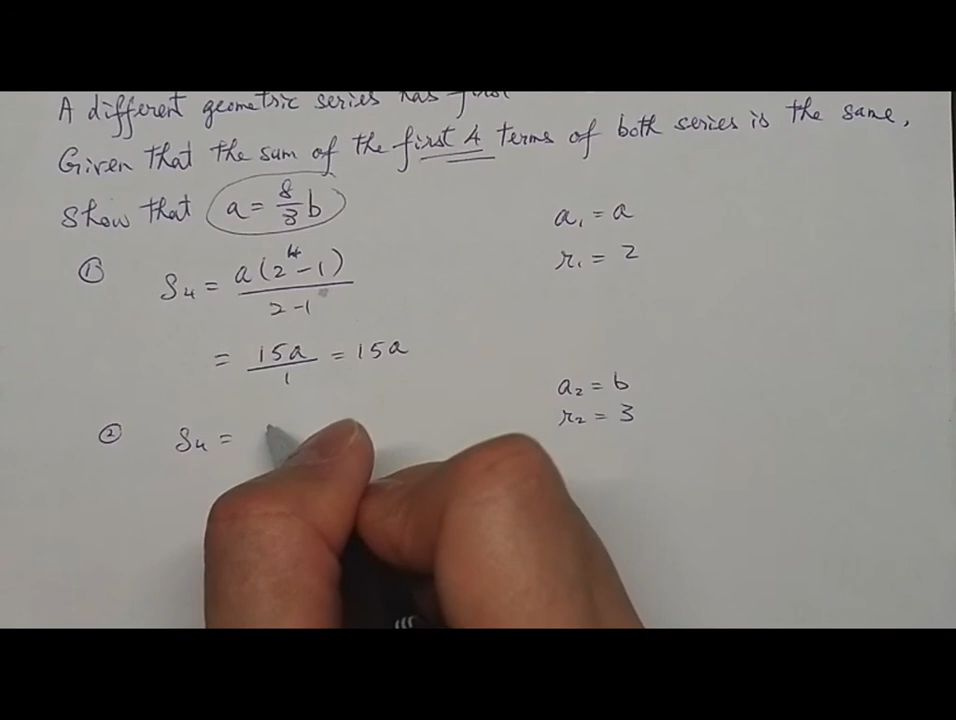 A different geometric series has first
Given that the sum of the first 4 terms of both series is the same,
Show that a = 8/3 b
a₁ = a
① S₄ = a(2⁴-1)/2-1
r₁ = 2
= 15a/1 = 15a
a₂ = b
r₂ = 3
② S₄ =